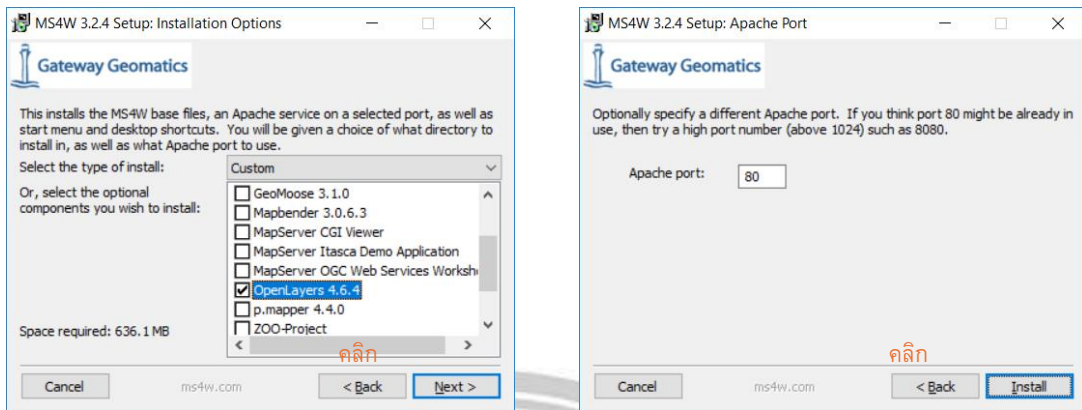 MS4W 3.2.4 Setup: Installation Options
Gateway Geomatics
This installs the MS4W base files, an Apache service on a selected port, as well as
start menu and desktop shortcuts. You will be given a choice of what directory to
install in, as well as what Apache port to use.
Select the type of install:
Custom
Or, select the optional
components you wish to install:
GeoMoose 3.1.0
Mapbender 3.0.6.3
MapServer CGI Viewer
MapServer Itasca Demo Application
MapServer OGC Web Services Worksh
OpenLayers 4.6.4
p.mapper 4.4.0
ZOO-Project
Space required: 636.1 MB
คลิก
Cancel
ms4w.com
< Back
Next >
MS4W 3.2.4 Setup: Apache Port
Gateway Geomatics
Optionally specify a different Apache port. If you think port 80 might be already in
use, then try a high port number (above 1024) such as 8080.
Apache port:
80
คลิก
Cancel
ms4w.com
< Back
Install